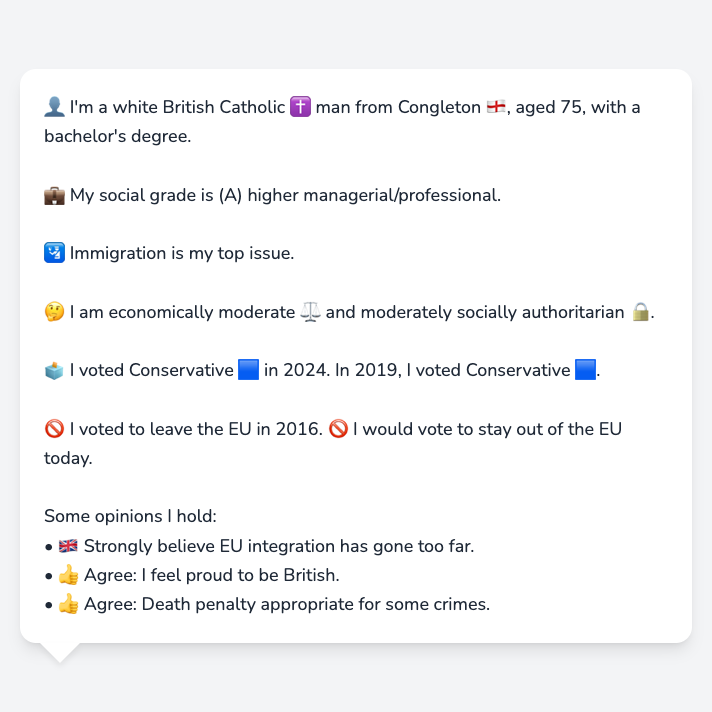 👤 I'm a white British Catholic ✝️ man from Congleton 🏴󠁧󠁢󠁥󠁮󠁧󠁿, aged 75, with a
bachelor's degree.
💼 My social grade is (A) higher managerial/professional.
🛂 Immigration is my top issue.
🤔 I am economically moderate ⚖️ and moderately socially authoritarian 🔒.
🗳️ I voted Conservative 🟦 in 2024. In 2019, I voted Conservative 🟦.
🚫 I voted to leave the EU in 2016. 🚫 I would vote to stay out of the EU
today.
Some opinions I hold:
• 🇬🇧 Strongly believe EU integration has gone too far.
• 👍 Agree: I feel proud to be British.
• 👍 Agree: Death penalty appropriate for some crimes.